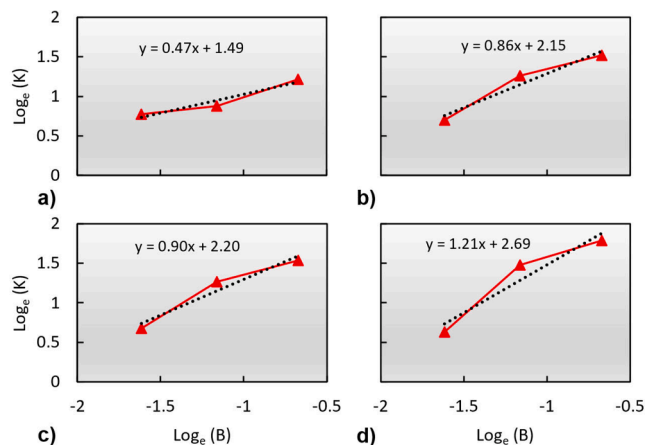 2
1.5
1
0.5
0
Logₑ (K)
y = 0.47x + 1.49
a)
y = 0.86x + 2.15
b)
2
1.5
1
0.5
0
Logₑ (K)
y = 0.90x + 2.20
-2 -1.5 -1 -0.5
Logₑ (B)
c)
y = 1.21x + 2.69
-2 -1.5 -1 -0.5
Logₑ (B)
d)